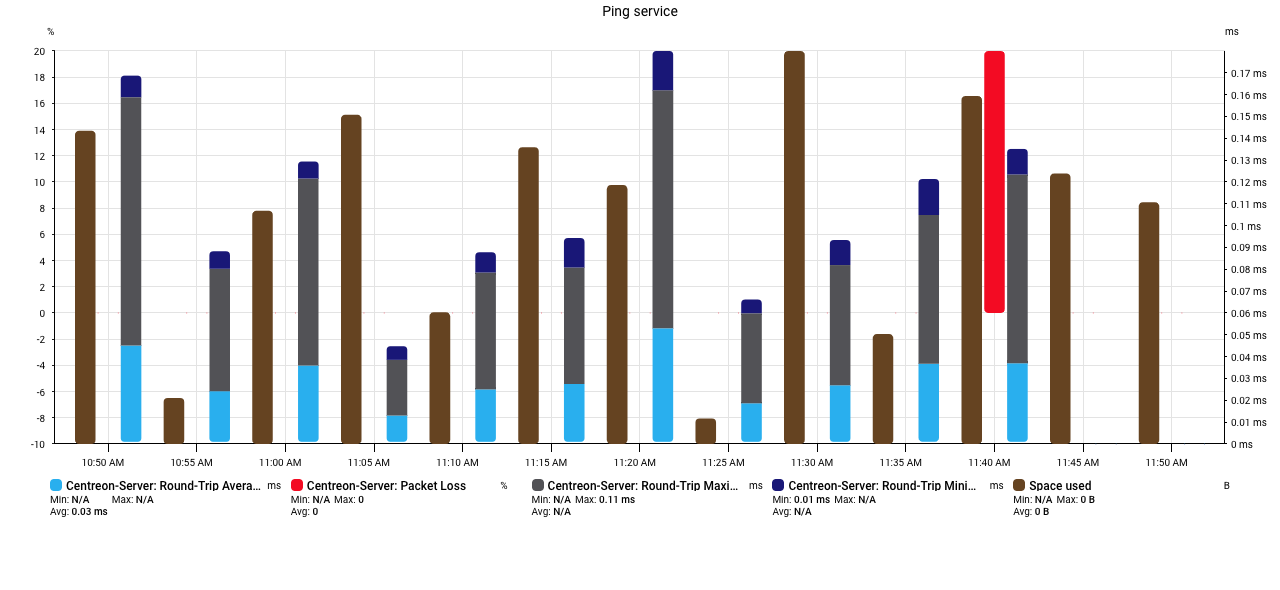 Ping service
% ms
20
18
16
14
12
10
8
6
4
2
0
-2
-4
-6
-8
-10
0.17 ms
0.16 ms
0.15 ms
0.14 ms
0.13 ms
0.12 ms
0.11 ms
0.1 ms
0.09 ms
0.08 ms
0.07 ms
0.06 ms
0.05 ms
0.04 ms
0.03 ms
0.02 ms
0.01 ms
0 ms
10:50 AM 10:55 AM 11:00 AM 11:05 AM 11:10 AM 11:15 AM 11:20 AM 11:25 AM 11:30 AM 11:35 AM 11:40 AM 11:45 AM 11:50 AM
Centreon-Server: Round-Trip Avera... ms
Min: N/A Max: N/A
Avg: 0.03 ms
Centreon-Server: Packet Loss %
Min: N/A Max: 0
Avg: 0
Centreon-Server: Round-Trip Maxi... ms
Min: N/A Max: 0.11 ms
Avg: N/A
Centreon-Server: Round-Trip Mini... ms
Min: 0.01 ms Max: N/A
Avg: N/A
Space used B
Min: N/A Max: 0 B
Avg: 0 B